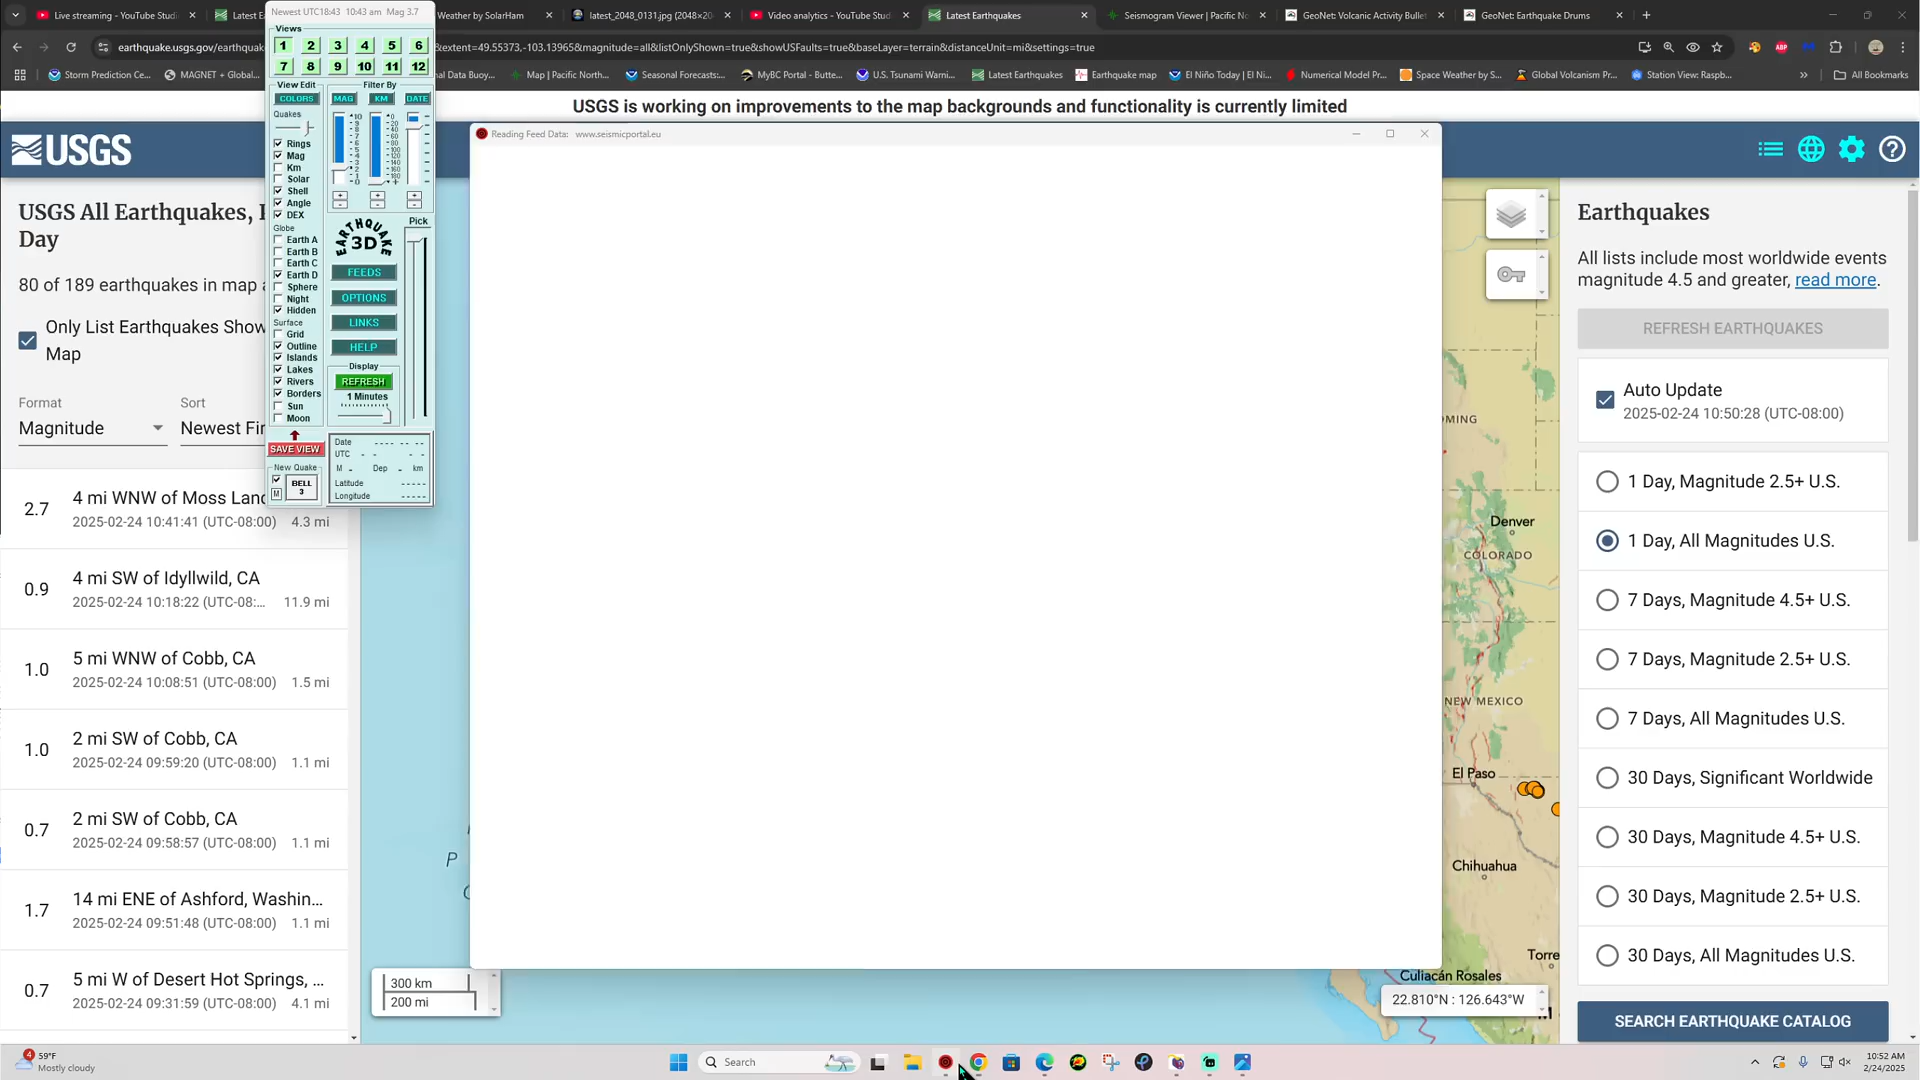 Live streaming - YouTube Studi
Latest E
Weather by SolarHam
latest_2048_0131.jpg (2048×20
Video analytics - YouTube Stud
Latest Earthquakes
Seismogram Viewer | Pacific No
GeoNet: Volcanic Activity Bullet
GeoNet: Earthquake Drums
earthquake.usgs.gov/earthquak
&extent=49.55373,-103.13965&magnitude=all&listOnlyShown=true&showUSFaults=true&baseLayer=terrain&distanceUnit=mi&settings=true
Storm Prediction Ce...
MAGNET + Global...
nal Data Buoy...
Map | Pacific North...
Seasonal Forecasts:...
MyBC Portal - Butte...
U.S. Tsunami Warni...
Latest Earthquakes
Earthquake map
El Niño Today | El Ni...
Numerical Model Pr...
Space Weather by S...
Global Volcanism Pr...
Station View: Raspb...
All Bookmarks
USGS is working on improvements to the map backgrounds and functionality is currently limited
USGS
USGS All Earthquakes,
Day
80 of 189 earthquakes in map a
Only List Earthquakes Show
Map
Format
Sort
Magnitude
Newest Fir
2.7
4 mi WNW of Moss Land
2025-02-24 10:41:41 (UTC-08:00)
4.3 mi
0.9
4 mi SW of Idyllwild, CA
2025-02-24 10:18:22 (UTC-08:...
11.9 mi
1.0
5 mi WNW of Cobb, CA
2025-02-24 10:08:51 (UTC-08:00)
1.5 mi
1.0
2 mi SW of Cobb, CA
2025-02-24 09:59:20 (UTC-08:00)
1.1 mi
0.7
2 mi SW of Cobb, CA
2025-02-24 09:58:57 (UTC-08:00)
1.1 mi
1.7
14 mi ENE of Ashford, Washin...
2025-02-24 09:51:48 (UTC-08:00)
1.1 mi
0.7
5 mi W of Desert Hot Springs, ...
2025-02-24 09:31:59 (UTC-08:00)
4.1 mi
Newest UTC18:43 10:43 am Mag 3.7
Views
1 2 3 4 5 6
7 8 9 10 11 12
View Edit
Filter By
COLORS
MAG
KM
DATE
Quakes
Rings
Mag
Km
Solar
Shell
Angle
DEX
Globe
Earth A
Earth B
Earth C
Earth D
Sphere
Night
Hidden
Surface
Grid
Outline
Islands
Lakes
Rivers
Borders
Sun
Moon
SAVE VIEW
New Quake
BELL
3
M
Pick
EARTHQUAKE
3D
FEEDS
OPTIONS
LINKS
HELP
Display
REFRESH
1 Minutes
Date ---- -- --
UTC - - - -
M - Dep - km
Latitude -----
Longitude -----
Reading Feed Data: www.seismicportal.eu
OMING
Denver
COLORADO
NEW MEXICO
El Paso
Chihuahua
Torre
Culiacán Rosales
P
300 km
200 mi
22.810°N : 126.643°W
M
Earthquakes
All lists include most worldwide events
magnitude 4.5 and greater, read more.
REFRESH EARTHQUAKES
Auto Update
2025-02-24 10:50:28 (UTC-08:00)
1 Day, Magnitude 2.5+ U.S.
1 Day, All Magnitudes U.S.
7 Days, Magnitude 4.5+ U.S.
7 Days, Magnitude 2.5+ U.S.
7 Days, All Magnitudes U.S.
30 Days, Significant Worldwide
30 Days, Magnitude 4.5+ U.S.
30 Days, Magnitude 2.5+ U.S.
30 Days, All Magnitudes U.S.
SEARCH EARTHQUAKE CATALOG
4
59°F
Mostly cloudy
Search
10:52 AM
2/24/2025